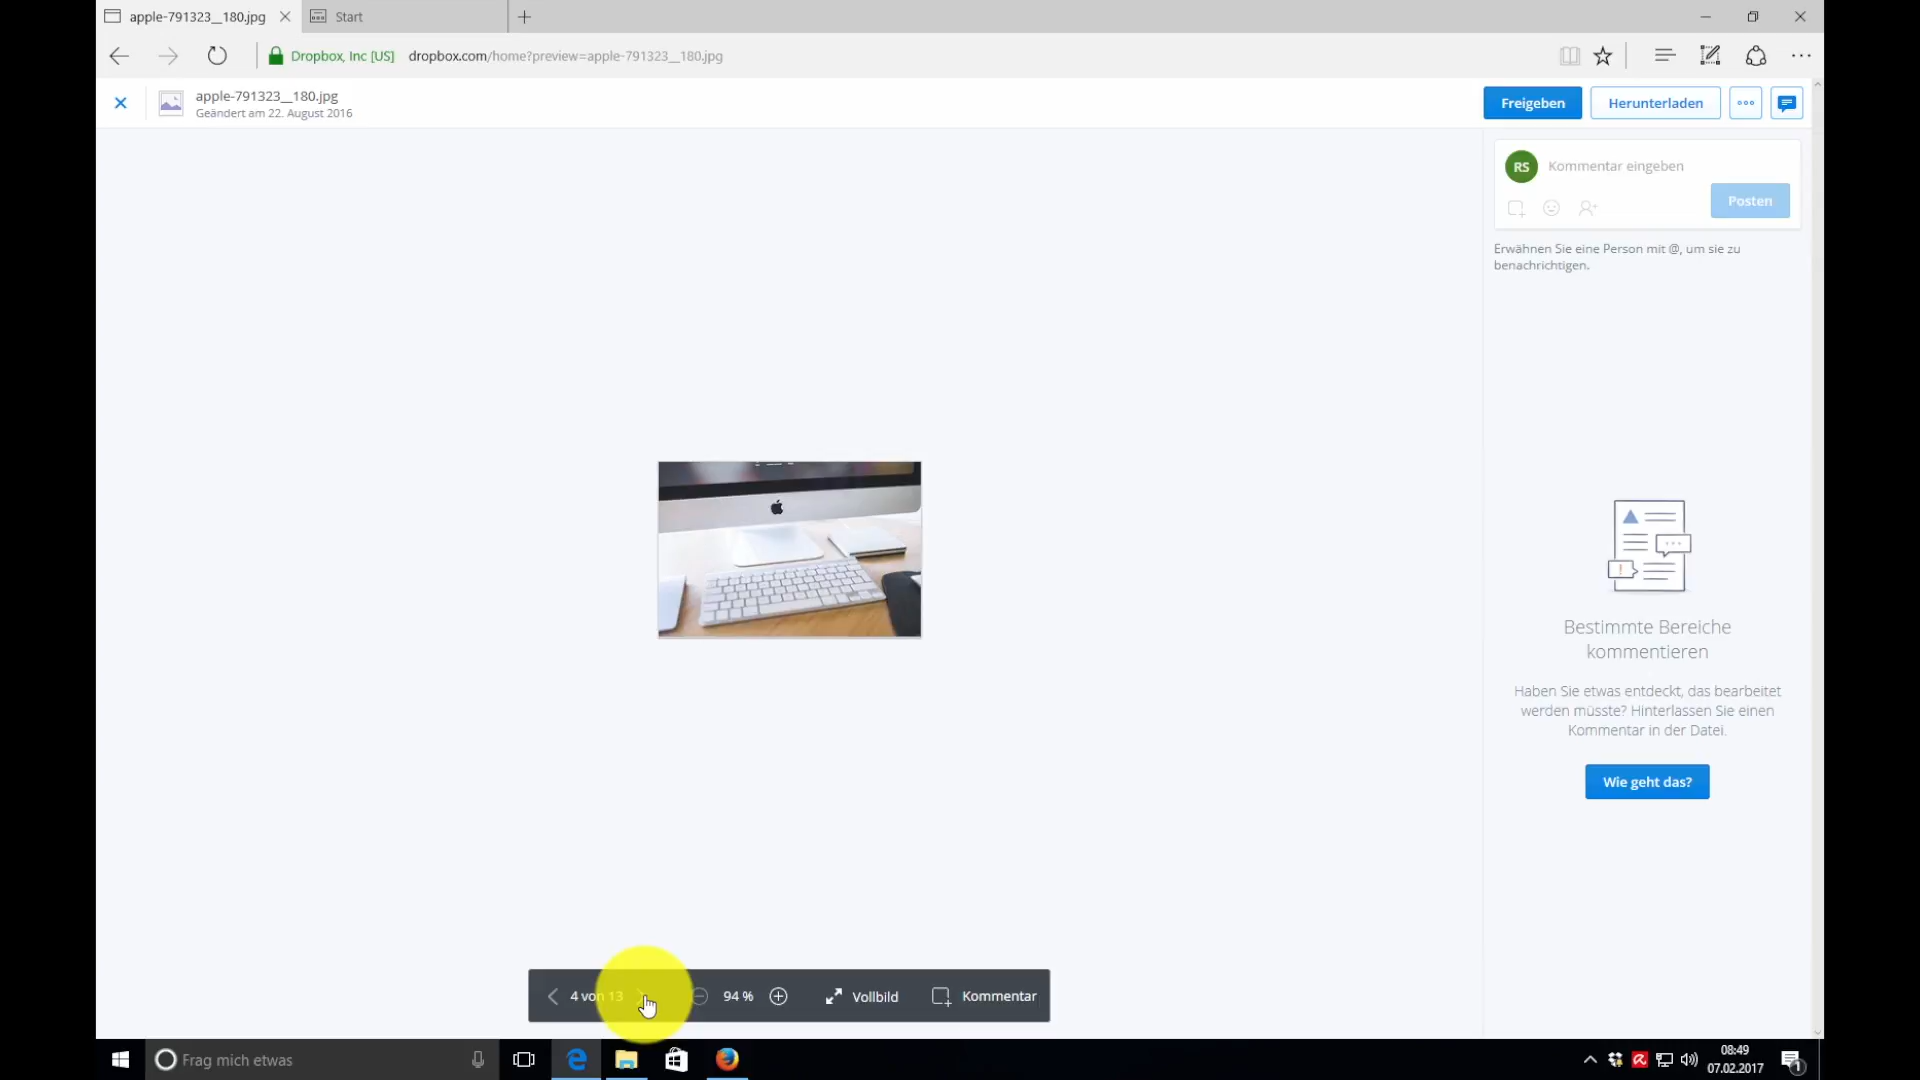 apple-791323__180.jpg
Start
Dropbox, Inc [US]
dropbox.com/home?preview=apple-791323__180.jpg
apple-791323__180.jpg
Geändert am 22. August 2016
Freigeben
Herunterladen
RS
Kommentar eingeben
Posten
Erwähnen Sie eine Person mit @, um sie zu
benachrichtigen.
Bestimmte Bereiche
kommentieren
Haben Sie etwas entdeckt, das bearbeitet
werden müsste? Hinterlassen Sie einen
Kommentar in der Datei.
Wie geht das?
4 von 13
94 %
Vollbild
Kommentar
Frag mich etwas
08:49
07.02.2017
1